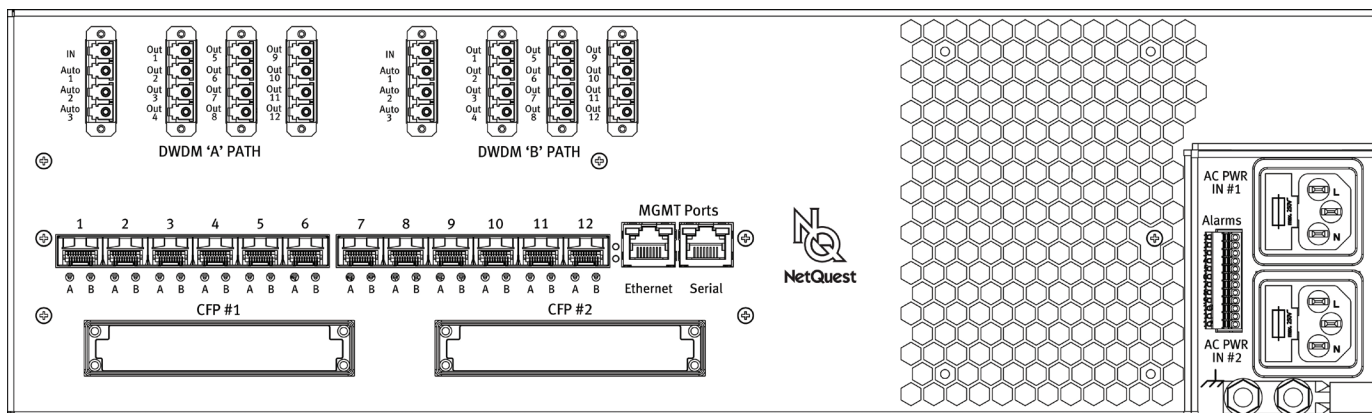 IN
Auto 1
Auto 2
Auto 3
Out 1
Out 2
Out 3
Out 4
Out 5
Out 6
Out 7
Out 8
Out 9
Out 10
Out 11
Out 12
DWDM ‘A’ PATH
IN
Auto 1
Auto 2
Auto 3
Out 1
Out 2
Out 3
Out 4
Out 5
Out 6
Out 7
Out 8
Out 9
Out 10
Out 11
Out 12
DWDM ‘B’ PATH
1 2 3 4 5 6 7 8 9 10 11 12
A B A B A B A B A B A B A B A B A B A B A B A B
MGMT Ports
Ethernet Serial
CFP #1
CFP #2
NQ
NetQuest
AC PWR
IN #1
L
N
Alarms
L
N
AC PWR
IN #2